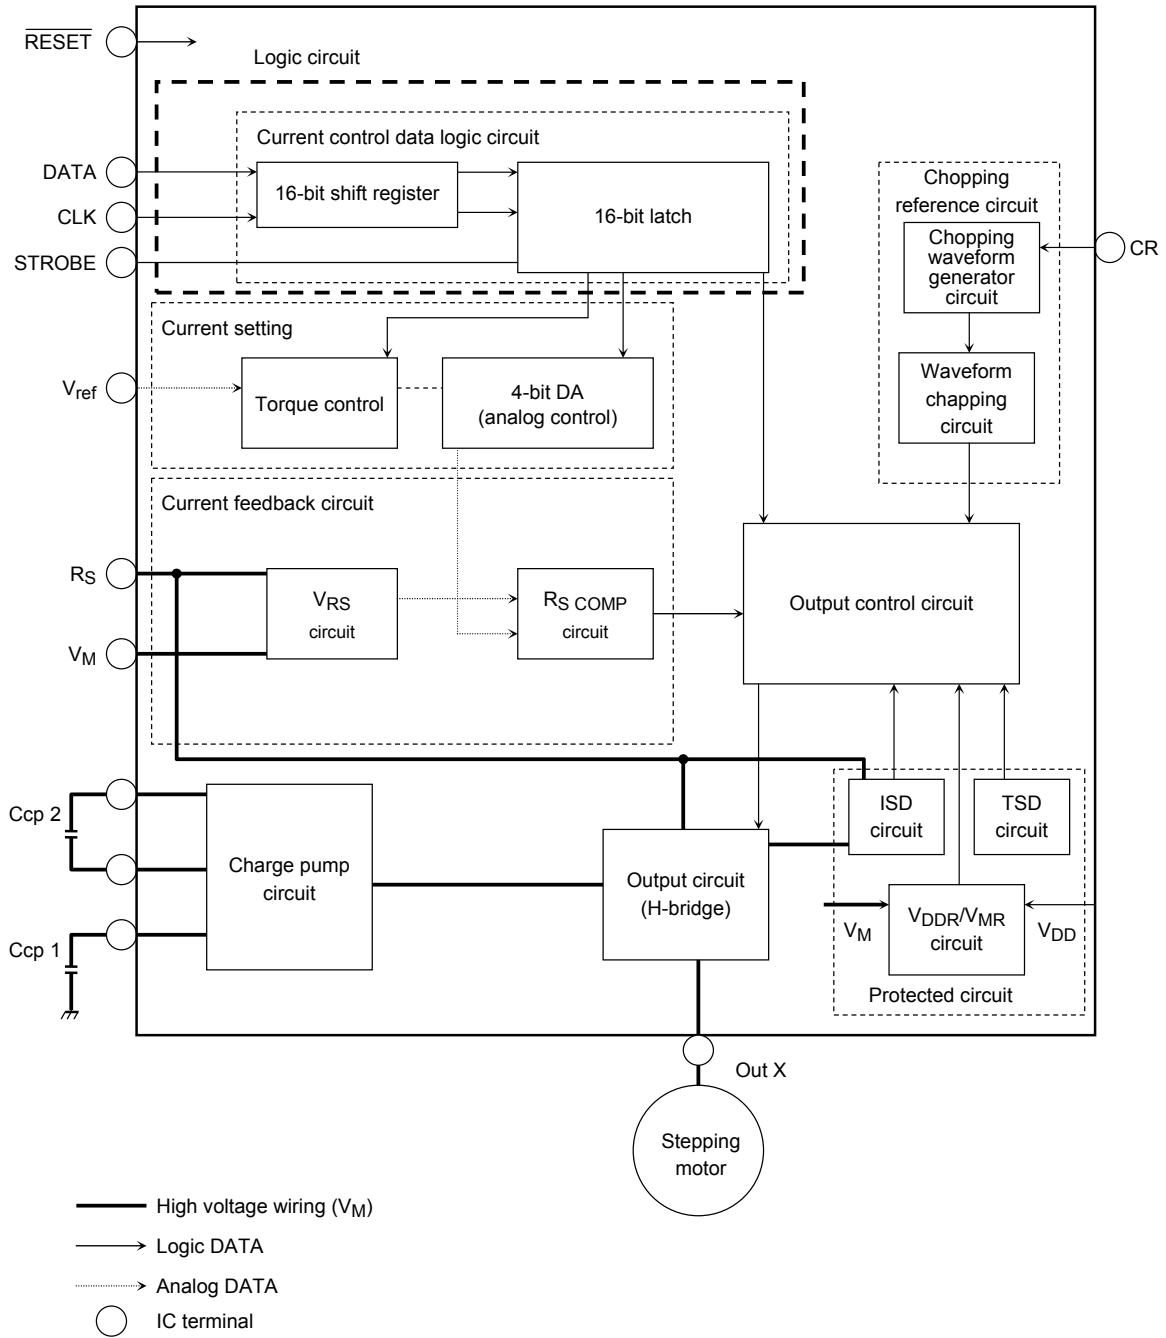 RESET
Logic circuit
Current control data logic circuit
DATA
16-bit shift register
CLK
16-bit latch
STROBE
Chopping
reference circuit
Chopping
waveform
generator
circuit
CR
Current setting
Vref
Torque control
4-bit DA
(analog control)
Waveform
chapping
circuit
Current feedback circuit
RS
VRS
circuit
RS COMP
circuit
Output control circuit
VM
Ccp 2
Charge pump
circuit
Ccp 1
Output circuit
(H-bridge)
ISD
circuit
TSD
circuit
VM
VDDR/VMR
circuit
VDD
Protected circuit
Out X
Stepping
motor
High voltage wiring (VM)
Logic DATA
Analog DATA
IC terminal